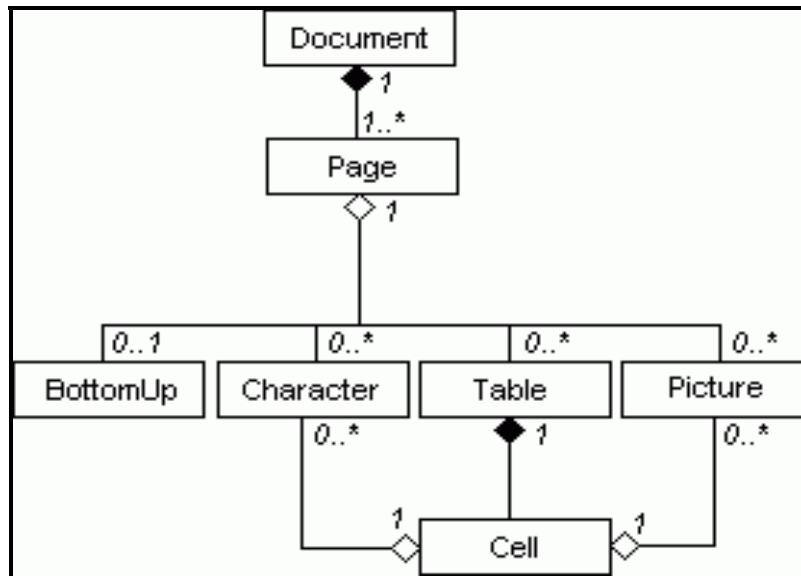 Document
1
1..*
Page
1
0..1 0..* 0..* 0..*
BottomUp Character Table Picture
0..* 1 0..*
1 1
Cell